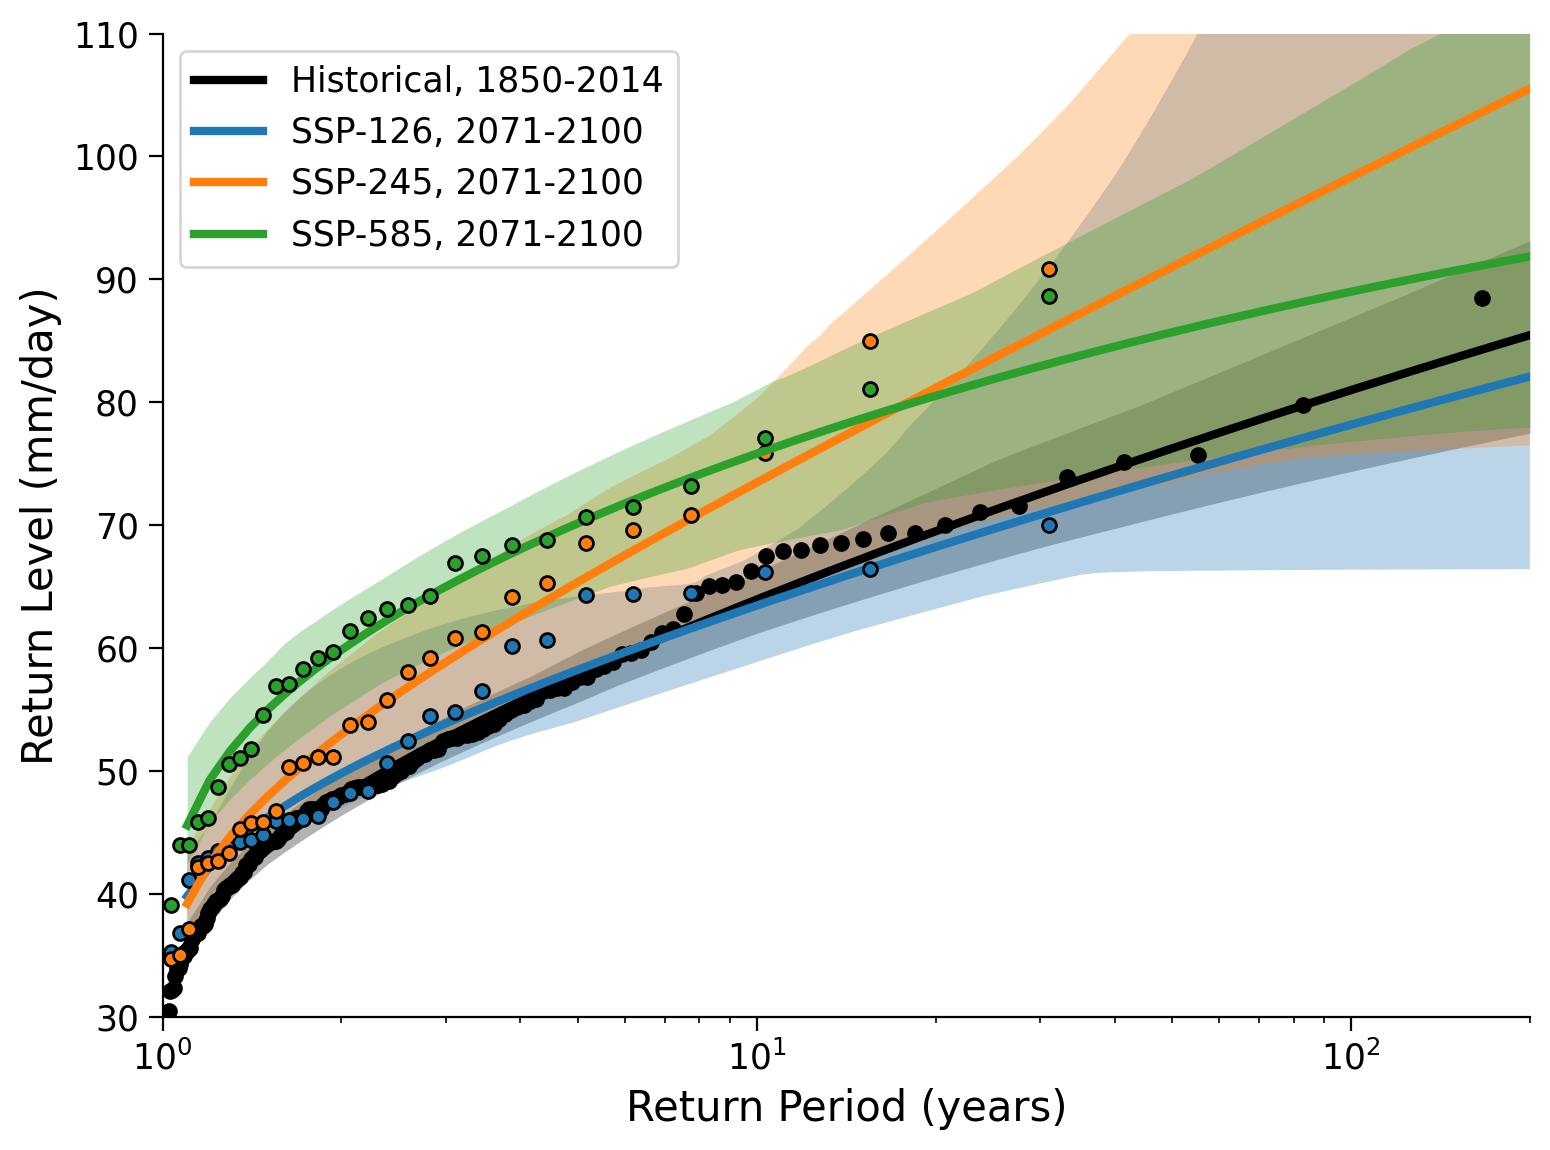 110
100
90
80
70
60
50
40
30
Return Level (mm/day)
Historical, 1850-2014
SSP-126, 2071-2100
SSP-245, 2071-2100
SSP-585, 2071-2100
10⁰ 10¹ 10²
Return Period (years)